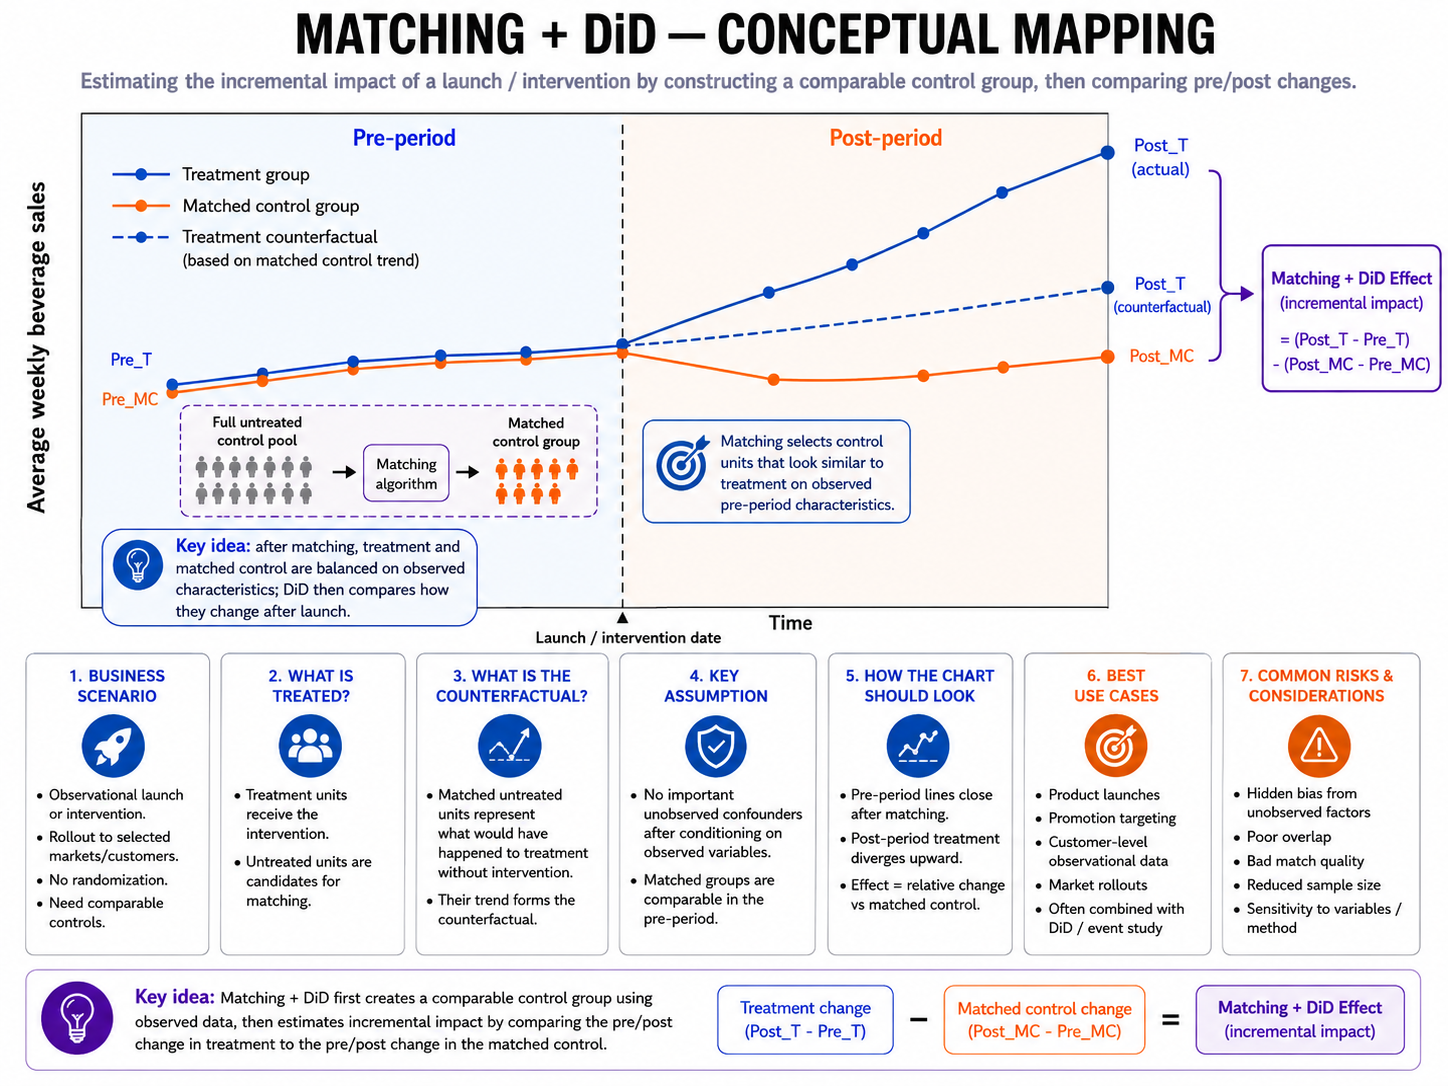 MATCHING + DiD — CONCEPTUAL MAPPING
Estimating the incremental impact of a launch / intervention by constructing a comparable control group, then comparing pre/post changes.
Average weekly beverage sales
Pre-period
Post-period
Treatment group
Matched control group
Treatment counterfactual
(based on matched control trend)
Pre_T
Pre_MC
Post_T
(actual)
Post_T
(counterfactual)
Post_MC
Matching + DiD Effect
(incremental impact)
= (Post_T - Pre_T)
- (Post_MC - Pre_MC)
Full untreated
control pool
Matching
algorithm
Matched
control group
Matching selects control
units that look similar to
treatment on observed
pre-period characteristics.
Key idea: after matching, treatment and
matched control are balanced on observed
characteristics; DiD then compares how
they change after launch.
Time
Launch / intervention date
1. BUSINESS
SCENARIO
• Observational launch
or intervention.
• Rollout to selected
markets/customers.
• No randomization.
• Need comparable
controls.
2. WHAT IS
TREATED?
• Treatment units
receive the
intervention.
• Untreated units are
candidates for
matching.
3. WHAT IS THE
COUNTERFACTUAL?
• Matched untreated
units represent
what would have
happened to treatment
without intervention.
• Their trend forms the
counterfactual.
4. KEY
ASSUMPTION
• No important
unobserved confounders
after conditioning on
observed variables.
• Matched groups are
comparable in the
pre-period.
5. HOW THE CHART
SHOULD LOOK
• Pre-period lines close
after matching.
• Post-period treatment
diverges upward.
• Effect = relative change
vs matched control.
6. BEST
USE CASES
• Product launches
• Promotion targeting
• Customer-level
observational data
• Market rollouts
• Often combined with
DiD / event study
7. COMMON RISKS &
CONSIDERATIONS
• Hidden bias from
unobserved factors
• Poor overlap
• Bad match quality
• Reduced sample size
• Sensitivity to variables /
method
Key idea: Matching + DiD first creates a comparable control group using
observed data, then estimates incremental impact by comparing the pre/post
change in treatment to the pre/post change in the matched control.
Treatment change
(Post_T - Pre_T)
−
Matched control change
(Post_MC - Pre_MC)
=
Matching + DiD Effect
(incremental impact)